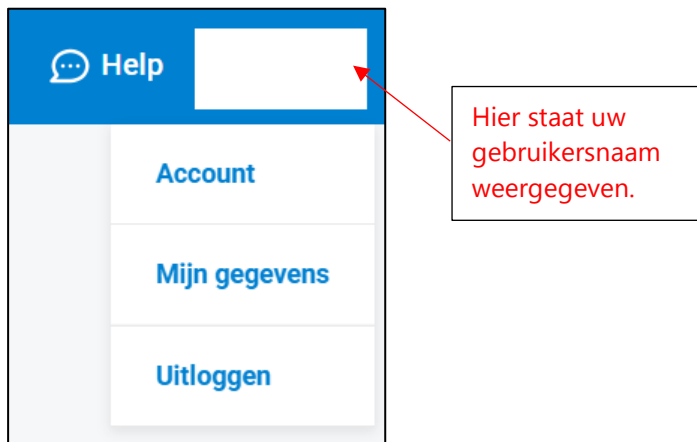 Help
Hier staat uw
gebruikersnaam
weergegeven.
Account
Mijn gegevens
Uitloggen